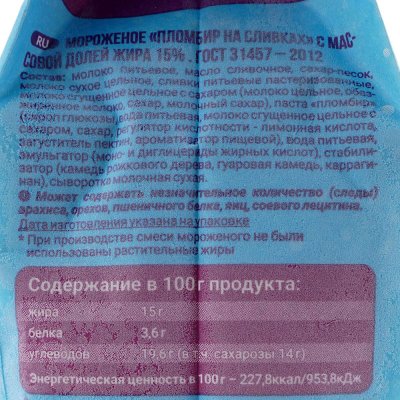 RU МОРОЖЕНОЕ «ПЛОМБИР НА СЛИВКАХ» С МАС-
СОВОЙ ДОЛЕЙ ЖИРА 15% . ГОСТ 31457 – 2012
Состав: молоко питьевое, масло сливочное, сахар-песок,
молоко сухое цельное, сливки питьевые пастеризованные,
молоко сгущенное цельное с сахаром (молоко цельное, обез-
жиренное молоко, сахар, молочный сахар), паста «пломбир»
(сироп глюкозы, вода питьевая, молоко сгущенное цельное с
сахаром, сахар, регулятор кислотности - лимонная кислота,
загуститель пектин, ароматизатор пищевой), вода питьевая,
эмульгатор (моно- и диглицериды жирных кислот), стабили-
затор (камедь рожкового дерева, гуаровая камедь, карраги-
нан), сыворотка молочная сухая.
Может содержать незначительное количество (следы)
арахиса, орехов, пшеничного белка, яиц, соевого лецитина.
Дата изготовления указана на упаковке
* При производстве смеси мороженого не были
использованы растительные жиры
Содержание в 100г продукта:
жира 15 г
белка 3,6 г
углеводов 19,6 г (в т.ч. сахарозы 14 г)
Энергетическая ценность в 100 г – 227,8ккал/953,8кДж